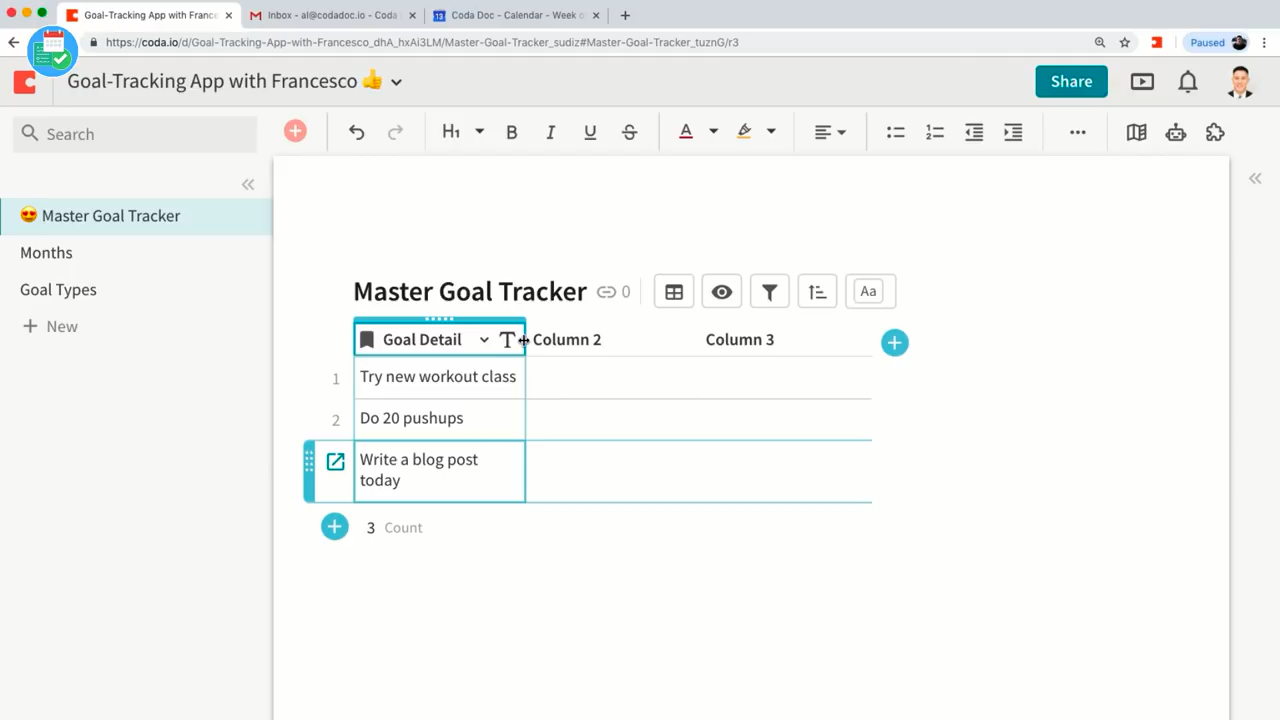 Goal-Tracking App with France
Inbox - al@codadoc.io - Coda
Coda Doc - Calendar - Week o
https://coda.io/d/Goal-Tracking-App-with-Francesco_dhA_hxAi3LM/Master-Goal-Tracker_sudiz#Master-Goal-Tracker_tuznG/r3
Paused
Goal-Tracking App with Francesco 👍
Share
Search
H1
B I U S A
Master Goal Tracker
Months
Goal Types
New
Master Goal Tracker 0
Aa
Goal Detail T Column 2 Column 3
1 Try new workout class
2 Do 20 pushups
Write a blog post
today
3 Count